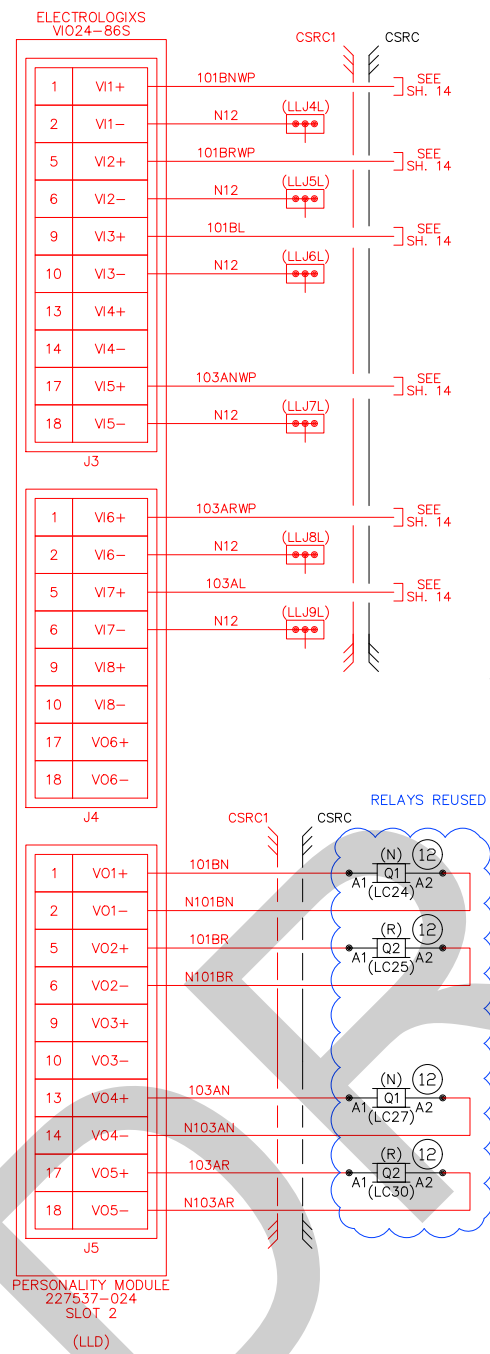 ELECTROLOGIXS
VIO24-86S
CSRC1 CSRC
1 VI1+ 101BNWP SEE SH. 14
2 VI1- N12 (LLJ4L)
5 VI2+ 101BRWP SEE SH. 14
6 VI2- N12 (LLJ5L)
9 VI3+ 101BL SEE SH. 14
10 VI3- N12 (LLJ6L)
13 VI4+
14 VI4-
17 VI5+ 103ANWP SEE SH. 14
18 VI5- N12 (LLJ7L)
J3
1 VI6+ 103ARWP SEE SH. 14
2 VI6- N12 (LLJ8L)
5 VI7+ 103AL SEE SH. 14
6 VI7- N12 (LLJ9L)
9 VI8+
10 VI8-
17 VO6+
18 VO6-
J4
RELAYS REUSED
CSRC1 CSRC
1 VO1+ 101BN A1 (N) Q1 (LC24) A2 12
2 VO1- N101BN
5 VO2+ 101BR A1 (R) Q2 (LC25) A2 12
6 VO2- N101BR
9 VO3+
10 VO3-
13 VO4+ 103AN A1 (N) Q1 (LC27) A2 12
14 VO4- N103AN
17 VO5+ 103AR A1 (R) Q2 (LC30) A2 12
18 VO5- N103AR
J5
PERSONALITY MODULE
227537-024
SLOT 2
(LLD)